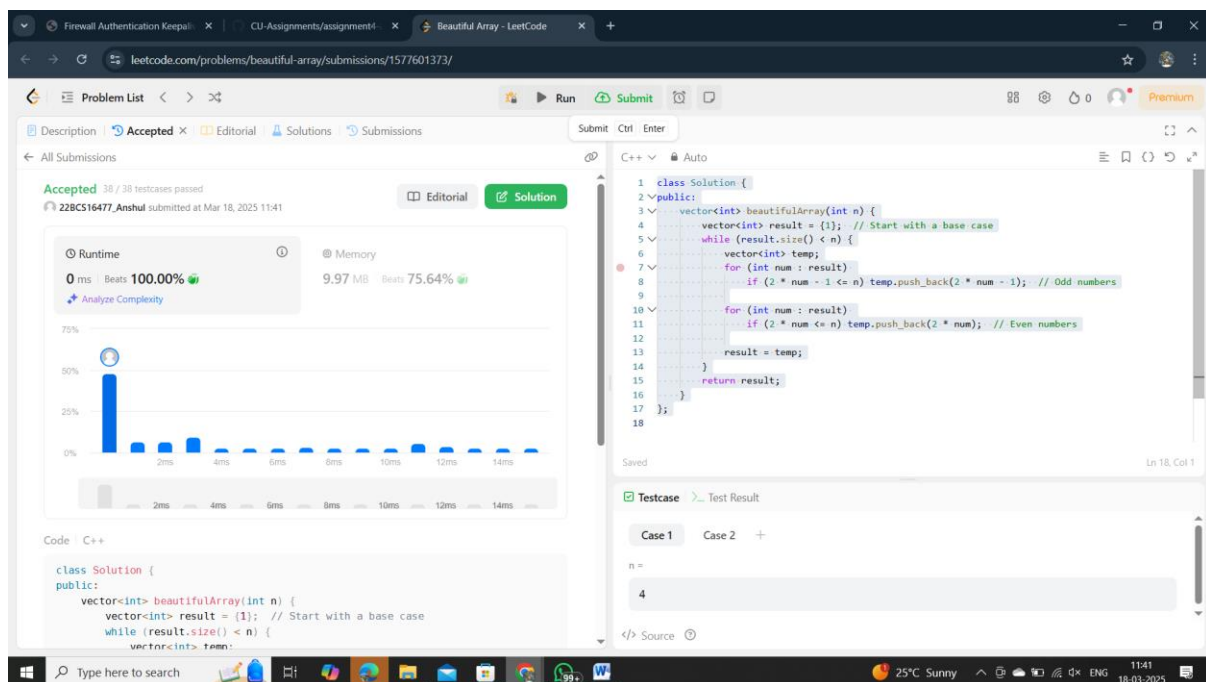 Firewall Authentication Keepali
CU-Assignments/assignment4-
Beautiful Array - LeetCode
leetcode.com/problems/beautiful-array/submissions/1577601373/
Problem List
Run
Submit
0
Premium
Description
Accepted
Editorial
Solutions
Submissions
Submit Ctrl Enter
All Submissions
Accepted 38 / 38 testcases passed
22BCS16477_Anshul submitted at Mar 18, 2025 11:41
Editorial
Solution
Runtime
0 ms Beats 100.00%
Analyze Complexity
Memory
9.97 MB Beats 75.64%
75%
50%
25%
0%
2ms 4ms 6ms 8ms 10ms 12ms 14ms
2ms 4ms 6ms 8ms 10ms 12ms 14ms
Code C++
class Solution {
public:
vector<int> beautifulArray(int n) {
vector<int> result = {1}; // Start with a base case
while (result.size() < n) {
vector<int> temp;
C++ Auto
1 class Solution {
2 public:
3 vector<int> beautifulArray(int n) {
4 vector<int> result = {1}; // Start with a base case
5 while (result.size() < n) {
6 vector<int> temp;
7 for (int num : result)
8 if (2 * num - 1 <= n) temp.push_back(2 * num - 1); // Odd numbers
9
10 for (int num : result)
11 if (2 * num <= n) temp.push_back(2 * num); // Even numbers
12
13 result = temp;
14 }
15 return result;
16 }
17 };
18
Saved
Ln 18, Col 1
Testcase
Test Result
Case 1
Case 2
n =
4
Source
Type here to search
99+
25°C Sunny
ENG
11:41
18-03-2025